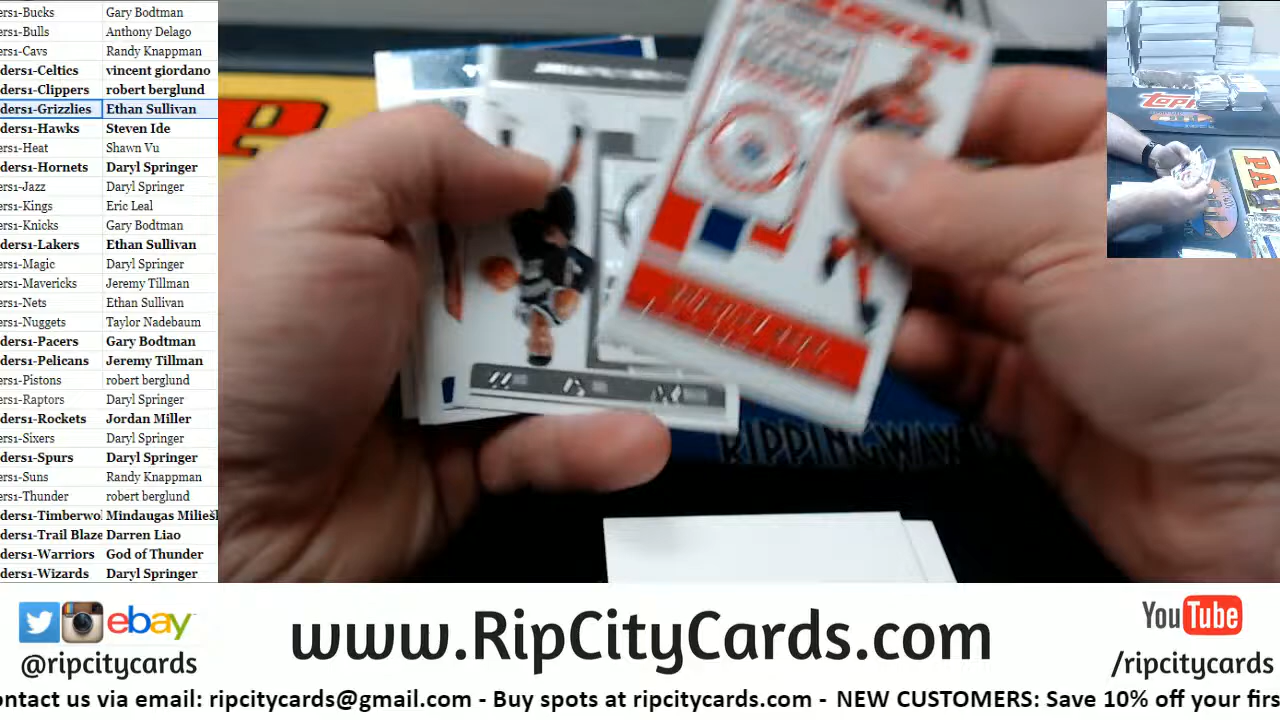 ers1-Bucks Gary Bodtman
ers1-Bulls Anthony Delago
ers1-Cavs Randy Knappman
ders1-Celtics vincent giordano
ders1-Clippers robert berglund
ders1-Grizzlies Ethan Sullivan
ders1-Hawks Steven Ide
ers1-Heat Shawn Vu
ders1-Hornets Daryl Springer
ers1-Jazz Daryl Springer
ers1-Kings Eric Leal
ers1-Knicks Gary Bodtman
ders1-Lakers Ethan Sullivan
ers1-Magic Daryl Springer
ers1-Mavericks Jeremy Tillman
ers1-Nets Ethan Sullivan
ers1-Nuggets Taylor Nadebaum
ders1-Pacers Gary Bodtman
ders1-Pelicans Jeremy Tillman
ers1-Pistons robert berglund
ers1-Raptors Daryl Springer
ders1-Rockets Jordan Miller
ers1-Sixers Daryl Springer
ders1-Spurs Daryl Springer
ers1-Suns Randy Knappman
ers1-Thunder robert berglund
ders1-Timberwo Mindaugas Milieš
ders1-Trail Blaze Darren Liao
ders1-Warriors God of Thunder
ders1-Wizards Daryl Springer
topps
PA
RIPPINGWAX
ebay
@ripcitycards
www.RipCityCards.com
YouTube
/ripcitycards
ontact us via email: ripcitycards@gmail.com - Buy spots at ripcitycards.com - NEW CUSTOMERS: Save 10% off your firs